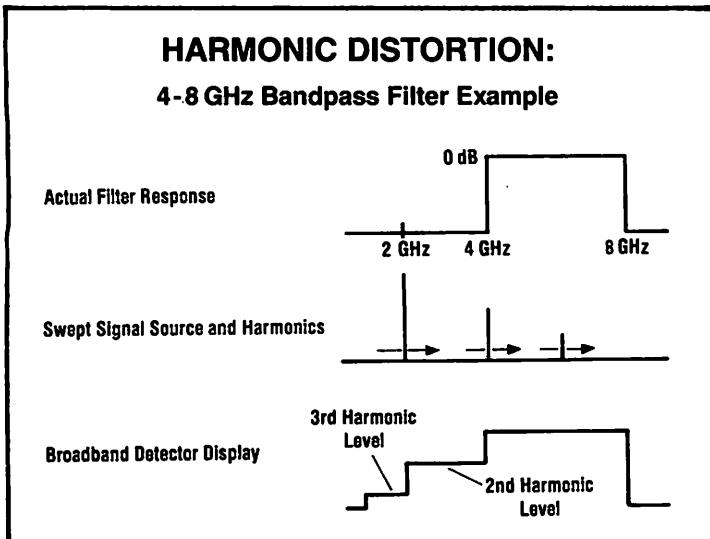 HARMONIC DISTORTION:
4-8 GHz Bandpass Filter Example
0 dB
Actual Filter Response
2 GHz
4 GHz
8 GHz
Swept Signal Source and Harmonics
3rd Harmonic
Level
Broadband Detector Display
2nd Harmonic
Level